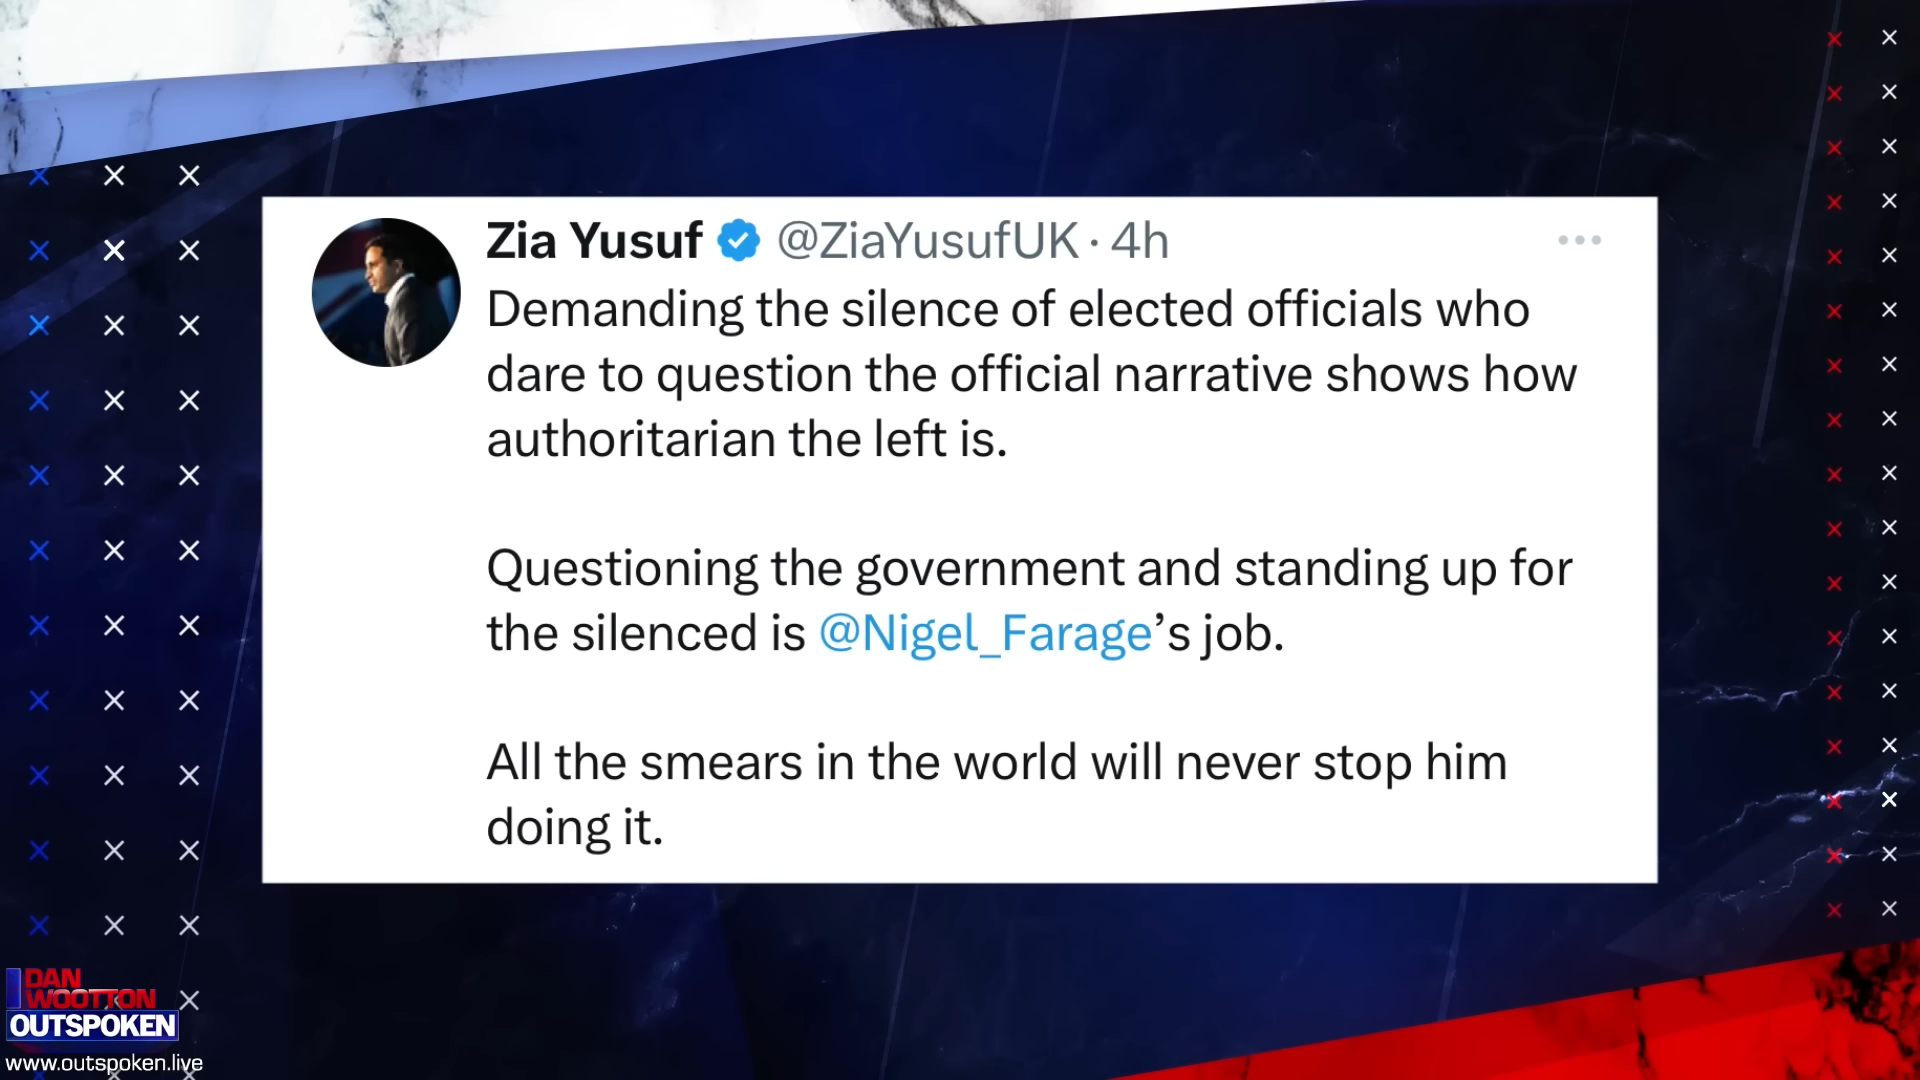 Zia Yusuf @ZiaYusufUK · 4h
Demanding the silence of elected officials who
dare to question the official narrative shows how
authoritarian the left is.
Questioning the government and standing up for
the silenced is @Nigel_Farage’s job.
All the smears in the world will never stop him
doing it.
DAN
WOOTTON
OUTSPOKEN
www.outspoken.live